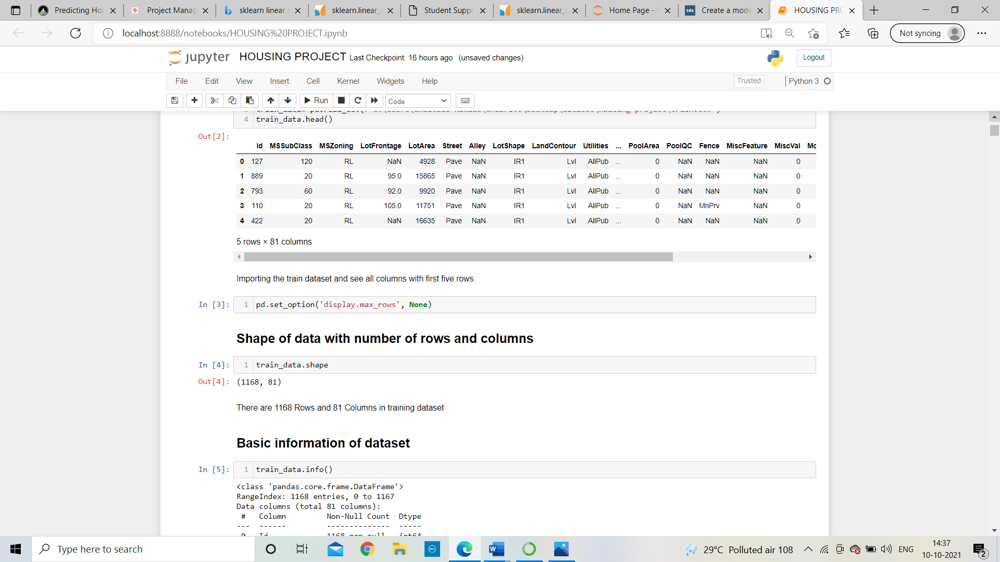 Predicting Hou
Project Manag
sklearn linear r
sklearn.linear_
Student Suppo
sklearn.linear_
Home Page - S
tds Create a mode
HOUSING PRO
localhost:8888/notebooks/HOUSING%20PROJECT.ipynb
Not syncing
jupyter HOUSING PROJECT Last Checkpoint: 16 hours ago (unsaved changes)
Logout
File Edit View Insert Cell Kernel Widgets Help
Trusted
Python 3
Run
Code
4 train_data.head()
Out[2]:
Id MSSubClass MSZoning LotFrontage LotArea Street Alley LotShape LandContour Utilities ... PoolArea PoolQC Fence MiscFeature MiscVal Mc
0 127 120 RL NaN 4928 Pave NaN IR1 Lvl AllPub ... 0 NaN NaN NaN 0
1 889 20 RL 95.0 15865 Pave NaN IR1 Lvl AllPub ... 0 NaN NaN NaN 0
2 793 60 RL 92.0 9920 Pave NaN IR1 Lvl AllPub ... 0 NaN NaN NaN 0
3 110 20 RL 105.0 11751 Pave NaN IR1 Lvl AllPub ... 0 NaN MnPrv NaN 0
4 422 20 RL NaN 16635 Pave NaN IR1 Lvl AllPub ... 0 NaN NaN NaN 0
5 rows × 81 columns
Importing the train dataset and see all columns with first five rows.
In [3]: 1 pd.set_option('display.max_rows', None)
Shape of data with number of rows and columns
In [4]: 1 train_data.shape
Out[4]: (1168, 81)
There are 1168 Rows and 81 Columns in training dataset
Basic information of dataset
In [5]: 1 train_data.info()
<class 'pandas.core.frame.DataFrame'>
RangeIndex: 1168 entries, 0 to 1167
Data columns (total 81 columns):
# Column Non-Null Count Dtype
--- ------ -------------- -----
0 Id 1168 non-null int64
Type here to search
29°C Polluted air 108
ENG
14:37
10-10-2021
2